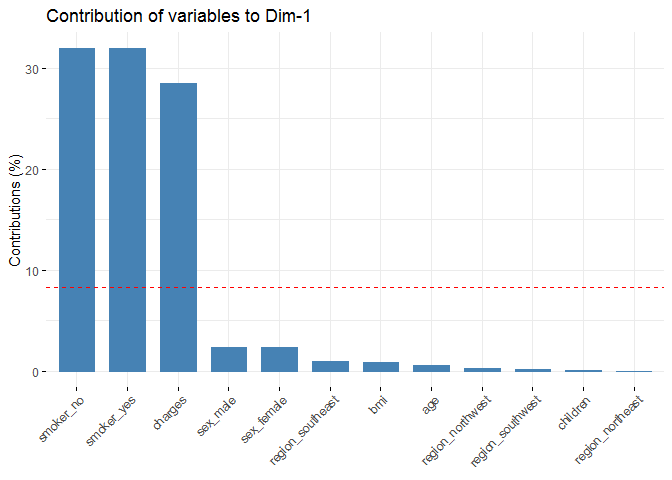 Contribution of variables to Dim-1
Contributions (%)
30
20
10
0
smoker_no
smoker_yes
charges
sex_male
sex_female
region_southeast
bmi
age
region_northwest
region_southwest
children
region_northeast